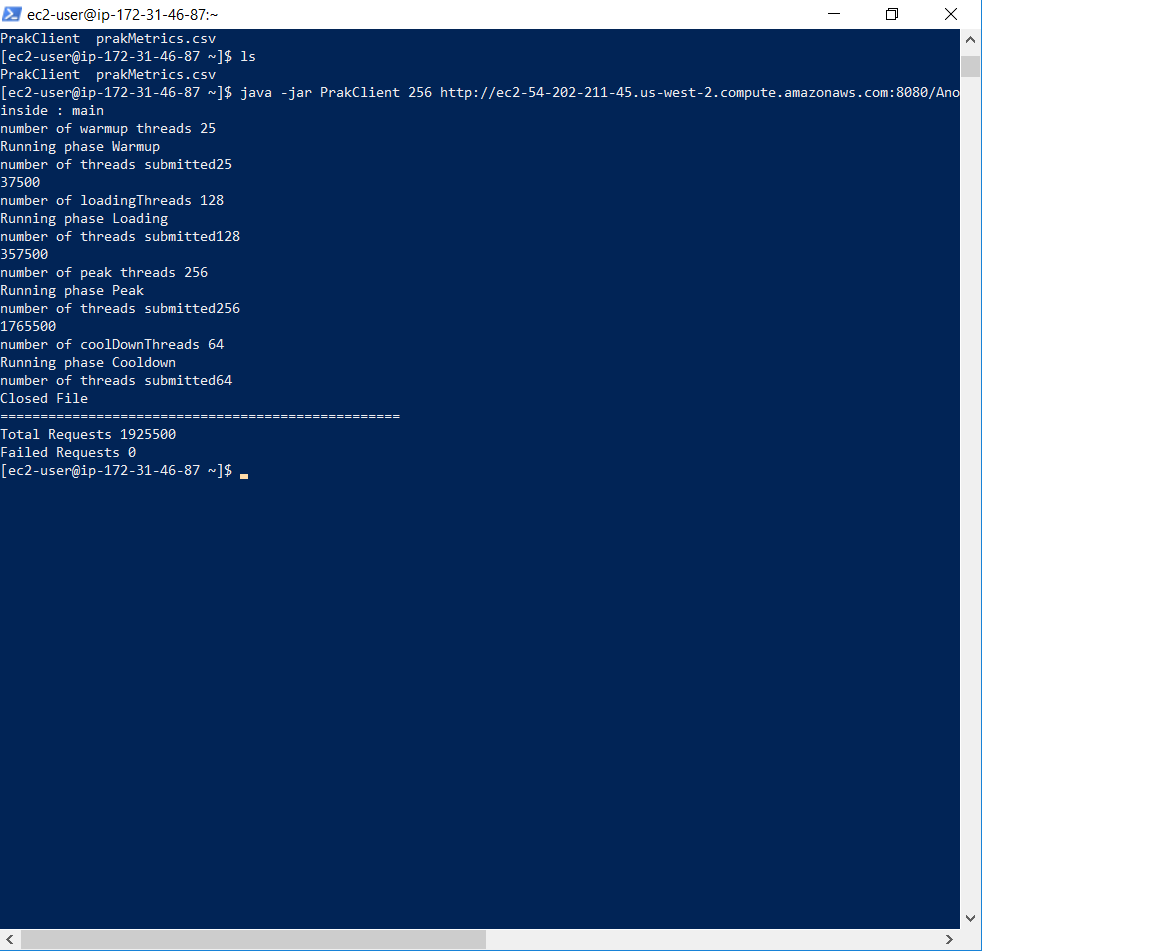 ec2-user@ip-172-31-46-87:~
PrakClient  prakMetrics.csv
[ec2-user@ip-172-31-46-87 ~]$ ls
PrakClient  prakMetrics.csv
[ec2-user@ip-172-31-46-87 ~]$ java -jar PrakClient 256 http://ec2-54-202-211-45.us-west-2.compute.amazonaws.com:8080/Ano
inside : main
number of warmup threads 25
Running phase Warmup
number of threads submitted25
37500
number of loadingThreads 128
Running phase Loading
number of threads submitted128
357500
number of peak threads 256
Running phase Peak
number of threads submitted256
1765500
number of coolDownThreads 64
Running phase Cooldown
number of threads submitted64
Closed File
==================================================
Total Requests 1925500
Failed Requests 0
[ec2-user@ip-172-31-46-87 ~]$